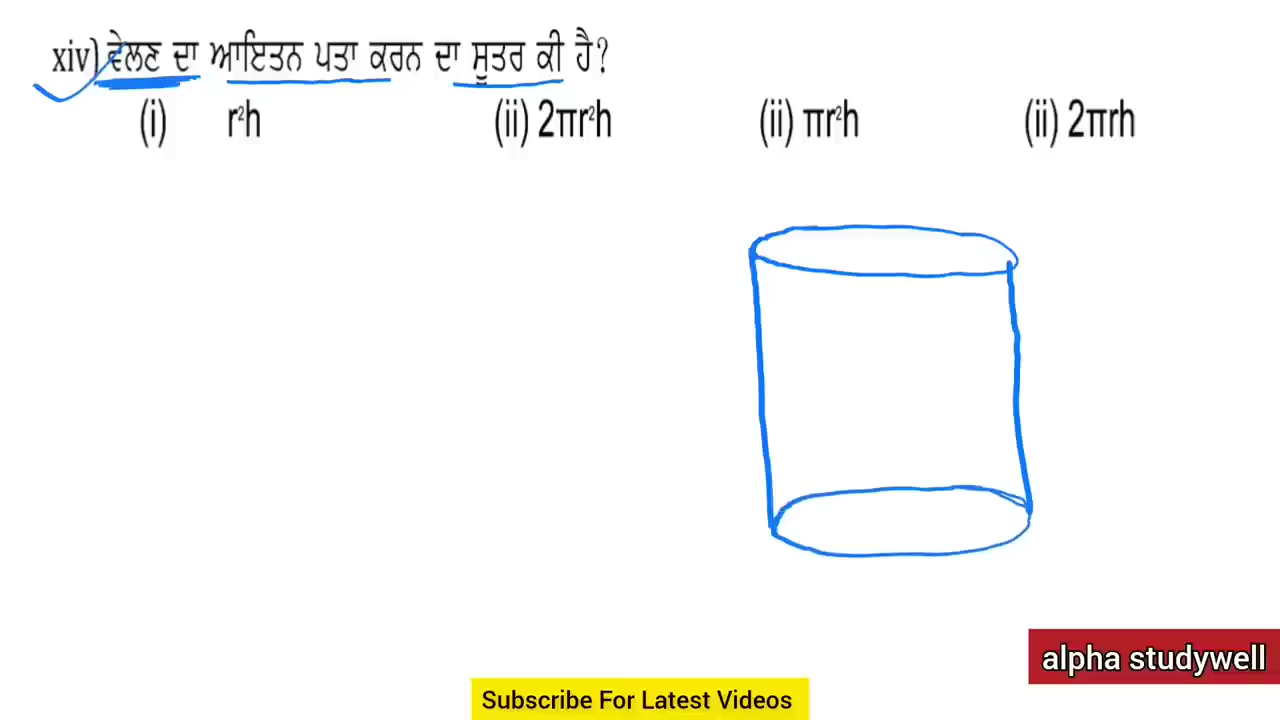 xiv) ਵੇਲਣ ਦਾ ਆਇਤਨ ਪਤਾ ਕਰਨ ਦਾ ਸੂਤਰ ਕੀ ਹੈ?
(i) r²h (ii) 2πr²h (ii) πr²h (ii) 2πrh
alpha studywell
Subscribe For Latest Videos